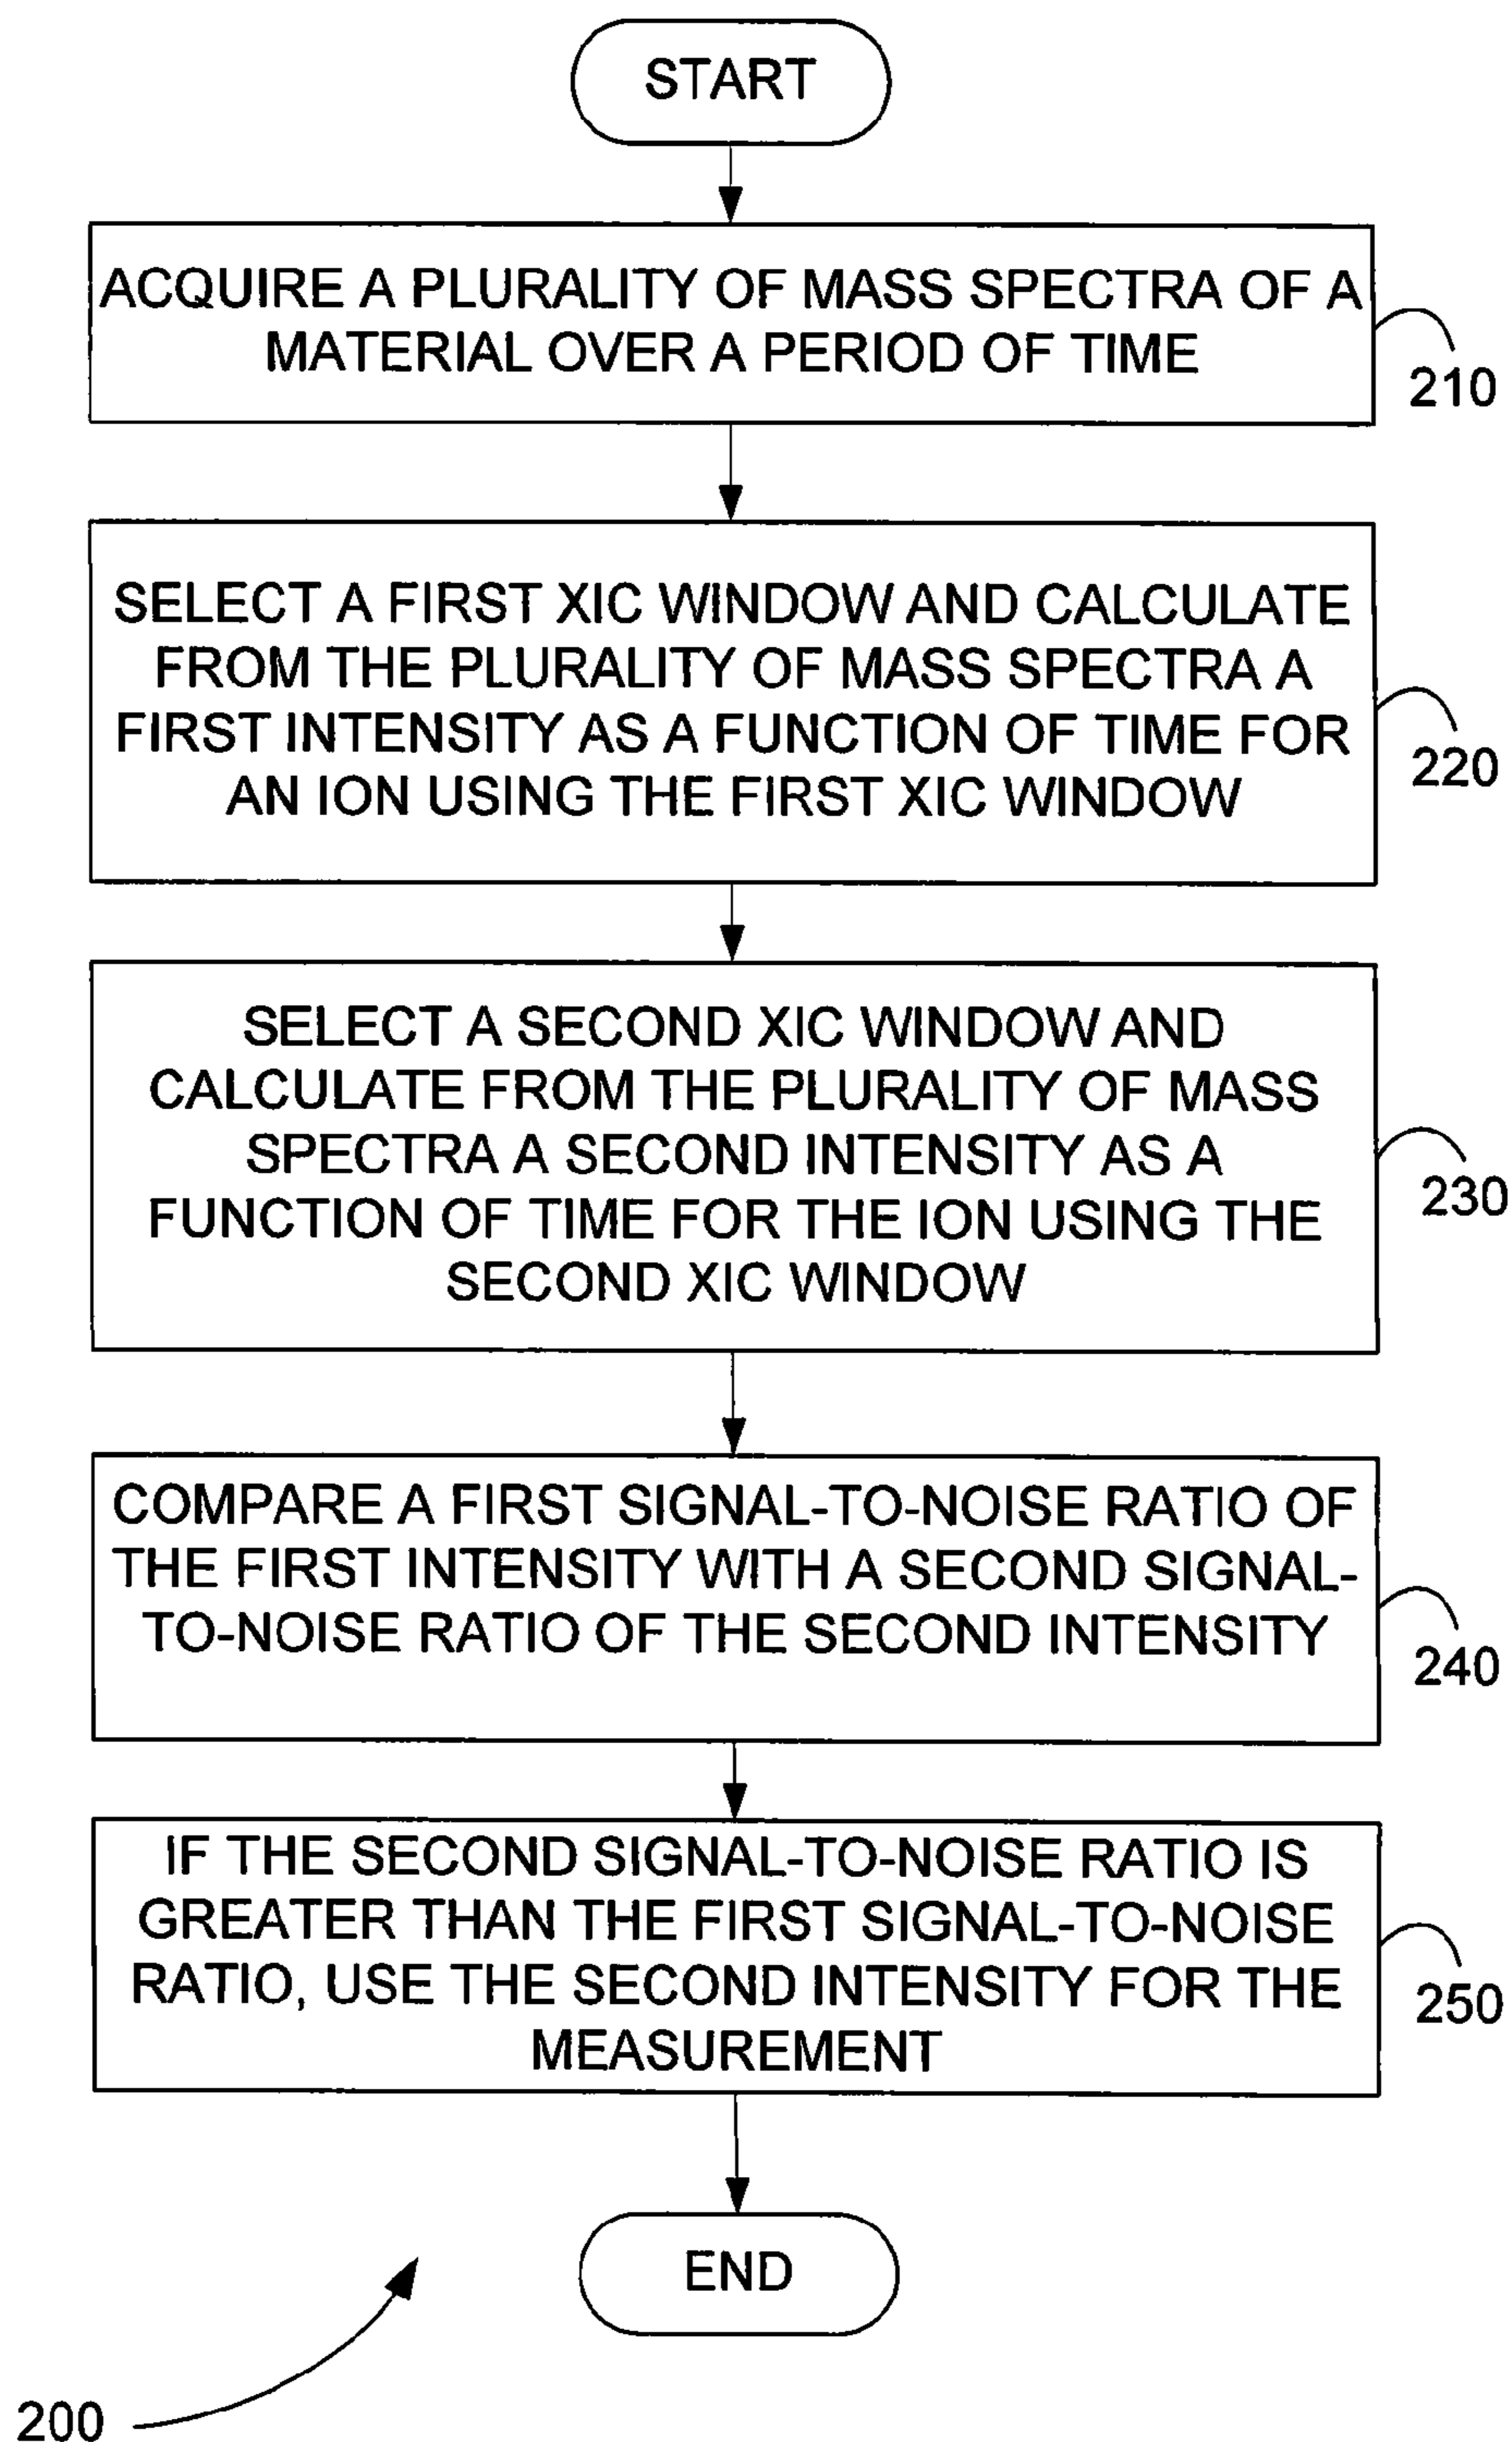 START
ACQUIRE A PLURALITY OF MASS SPECTRA OF A
MATERIAL OVER A PERIOD OF TIME
210
SELECT A FIRST XIC WINDOW AND CALCULATE
FROM THE PLURALITY OF MASS SPECTRA A
FIRST INTENSITY AS A FUNCTION OF TIME FOR
AN ION USING THE FIRST XIC WINDOW
220
SELECT A SECOND XIC WINDOW AND
CALCULATE FROM THE PLURALITY OF MASS
SPECTRA A SECOND INTENSITY AS A
FUNCTION OF TIME FOR THE ION USING THE
SECOND XIC WINDOW
230
COMPARE A FIRST SIGNAL-TO-NOISE RATIO OF
THE FIRST INTENSITY WITH A SECOND SIGNAL-
TO-NOISE RATIO OF THE SECOND INTENSITY
240
IF THE SECOND SIGNAL-TO-NOISE RATIO IS
GREATER THAN THE FIRST SIGNAL-TO-NOISE
RATIO, USE THE SECOND INTENSITY FOR THE
MEASUREMENT
250
END
200